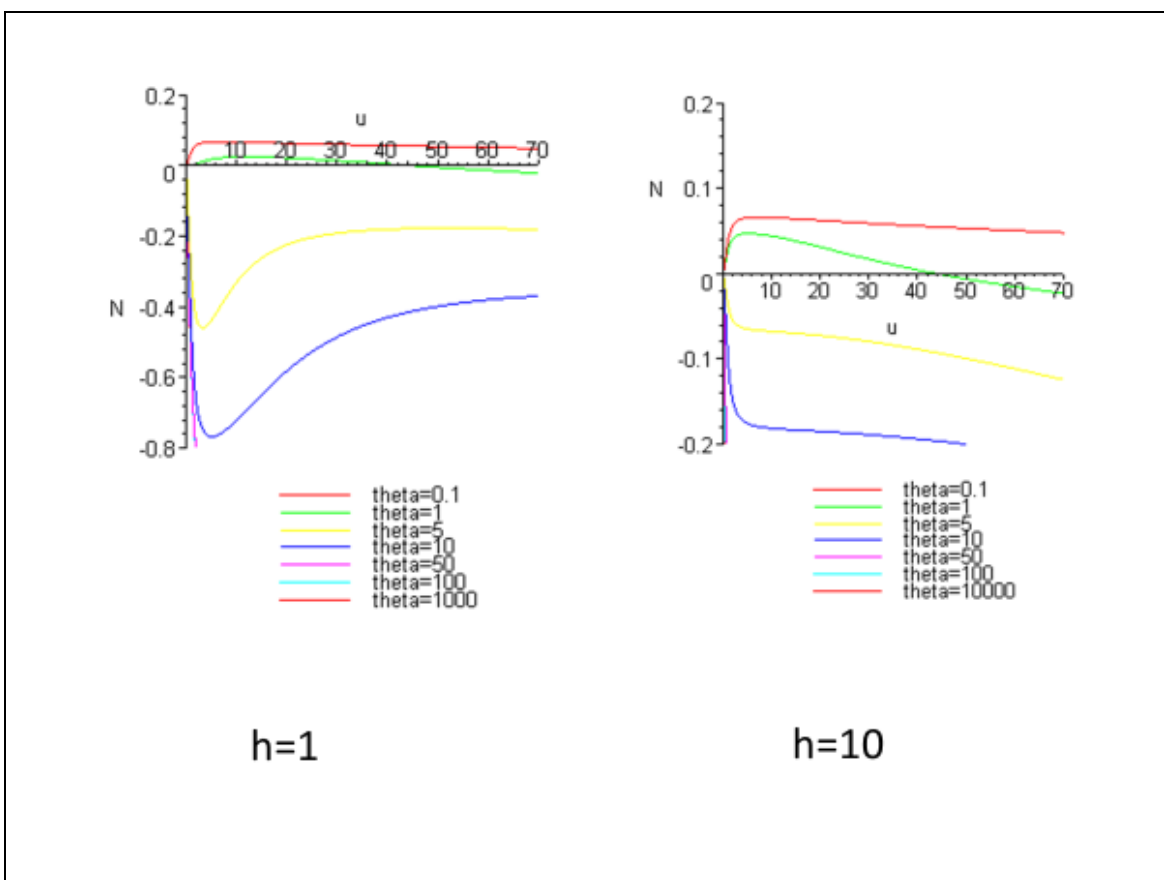 0.2
u
10 20 30 40 50 60 70
0
-0.2
N -0.4
-0.6
-0.8
theta=0.1
theta=1
theta=5
theta=10
theta=50
theta=100
theta=1000
h=1
0.2
N 0.1
0
10 20 30 40 50 60 70
u
-0.1
-0.2
theta=0.1
theta=1
theta=5
theta=10
theta=50
theta=100
theta=10000
h=10